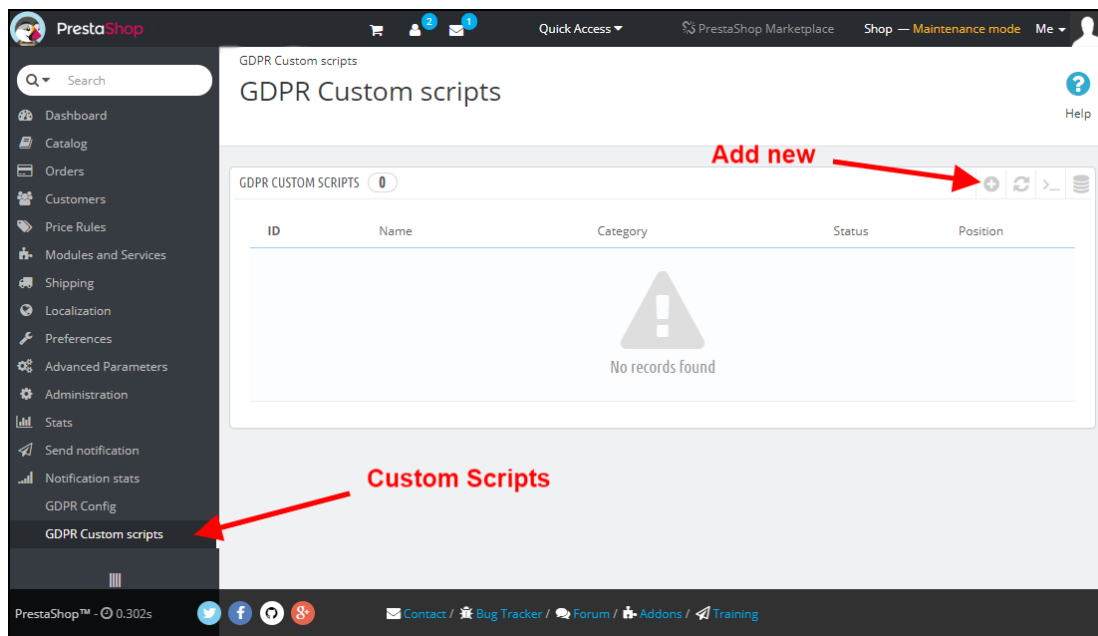 PrestaShop
2
1
Quick Access
PrestaShop Marketplace
Shop — Maintenance mode
Me
Search
Dashboard
Catalog
Orders
Customers
Price Rules
Modules and Services
Shipping
Localization
Preferences
Advanced Parameters
Administration
Stats
Send notification
Notification stats
GDPR Config
GDPR Custom scripts
GDPR Custom scripts
GDPR Custom scripts
Help
Add new
GDPR CUSTOM SCRIPTS 0
ID Name Category Status Position
No records found
Custom Scripts
PrestaShop™ - 0.302s
Contact / Bug Tracker / Forum / Addons / Training